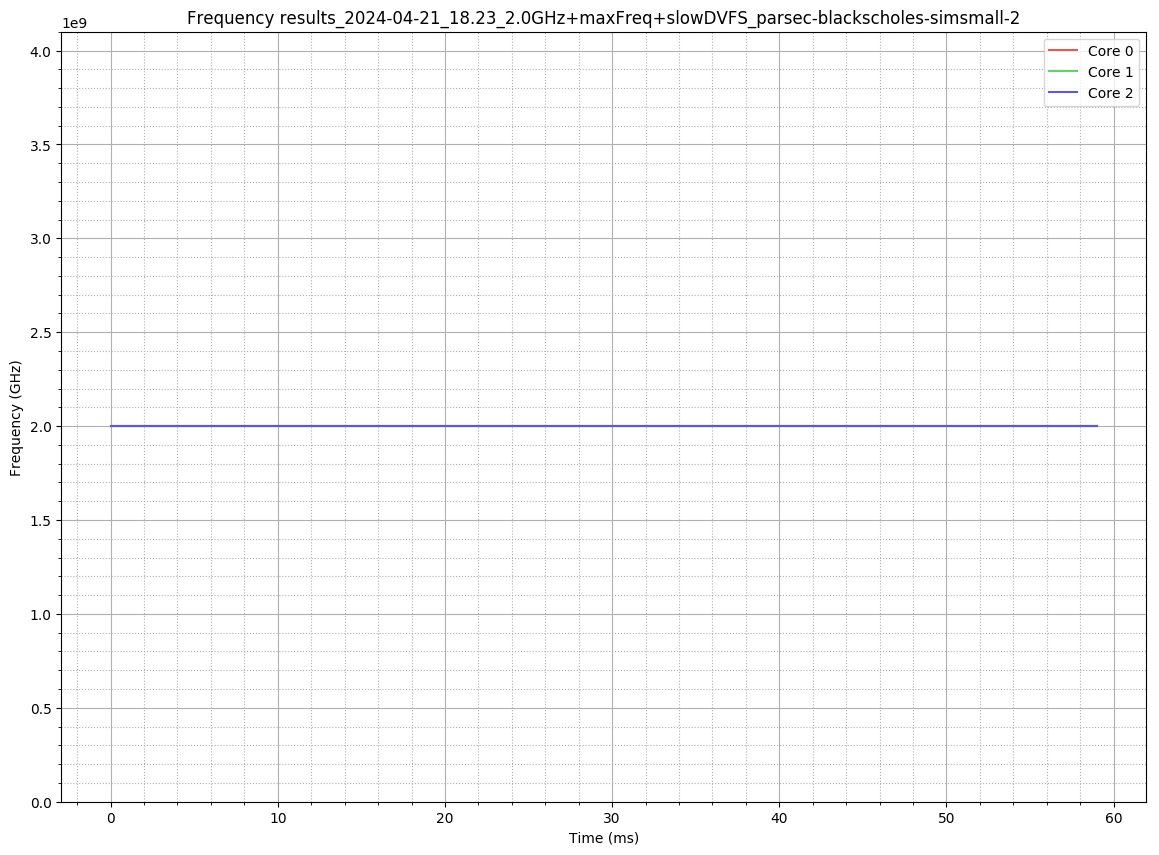 Frequency results_2024-04-21_18.23_2.0GHz+maxFreq+slowDVFS_parsec-blackscholes-simsmall-2
1e9
Core 0
Core 1
Core 2
4.0
3.5
3.0
2.5
2.0
1.5
1.0
0.5
0.0
Frequency (GHz)
0 10 20 30 40 50 60
Time (ms)